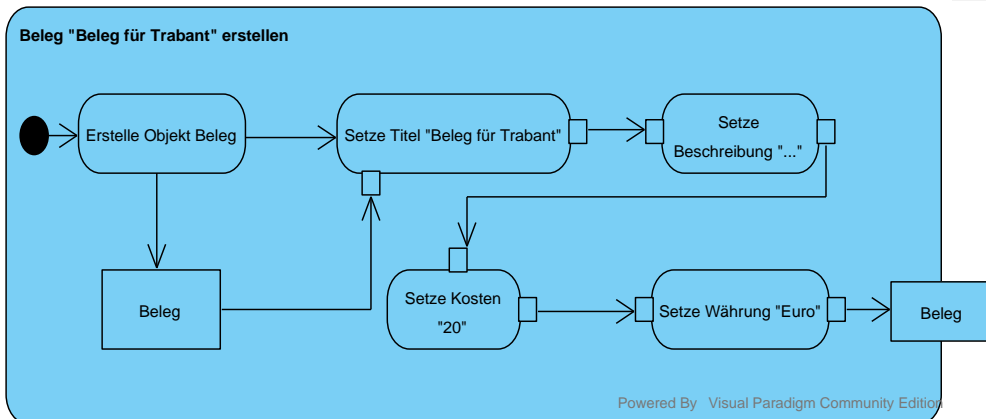 Beleg "Beleg für Trabant" erstellen
Erstelle Objekt Beleg
Setze Titel "Beleg für Trabant"
Setze
Beschreibung "..."
Beleg
Setze Kosten
"20"
Setze Währung "Euro"
Beleg
Powered By Visual Paradigm Community Edition